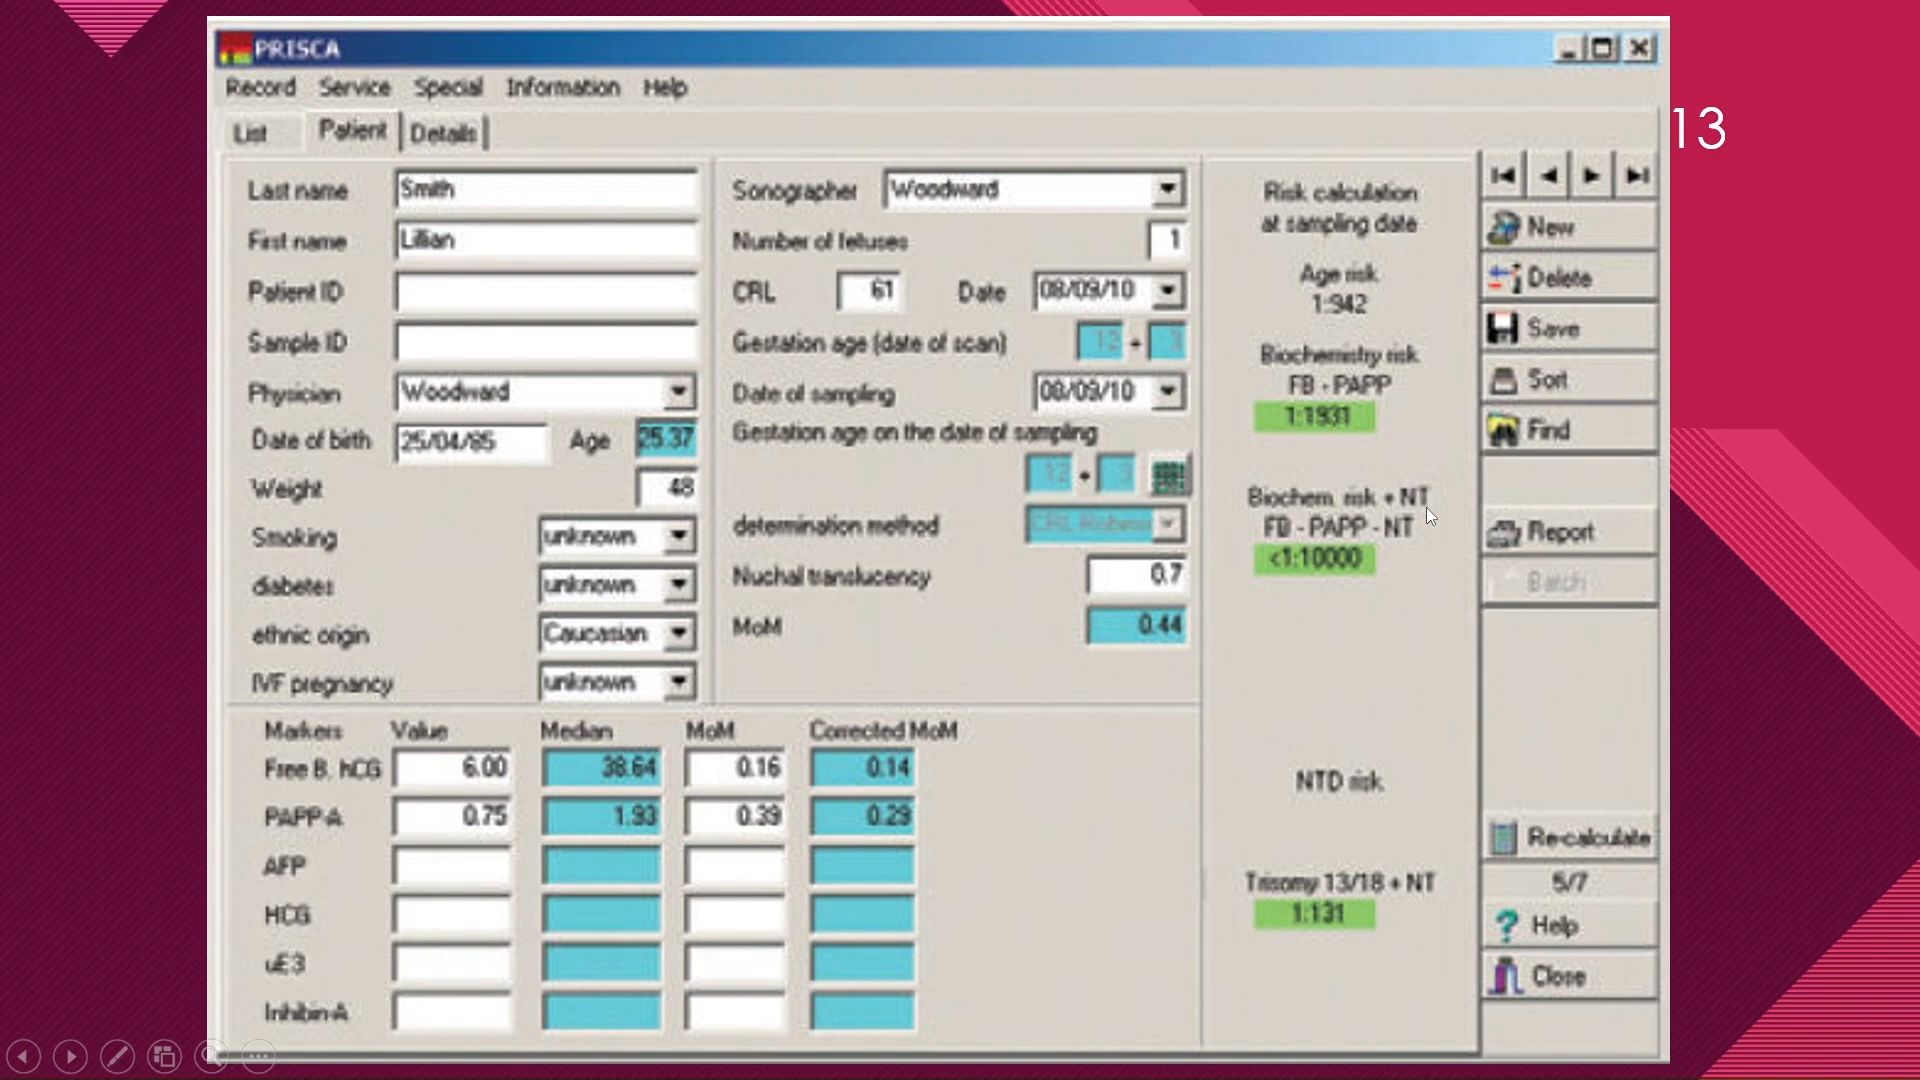 PRISCA
Record Service Special Information Help
13
List Patient Details
Last name Smith
First name Lillian
Patient ID
Sample ID
Physician Woodward
Date of birth 25/04/85 Age 25.37
Weight 48
Smoking unknown
diabetes unknown
ethnic origin Caucasian
IVF pregnancy unknown
Sonographer Woodward
Number of fetuses 1
CRL 61 Date 08/09/10
Gestation age (date of scan) 12 + 3
Date of sampling 08/09/10
Gestation age on the date of sampling
12 + 3
determination method CRL
Nuchal translucency 0.7
MoM 0.44
Risk calculation
at sampling date
Age risk
1:942
Biochemistry risk
FB - PAPP
1:1931
Biochem. risk + NT
FB - PAPP - NT
<1:10000
NTD risk
Trisomy 13/18 + NT
1:131
New
Delete
Save
Sort
Find
Report
Batch
Re-calculate
5/7
Help
Close
Markers Value Median MoM Corrected MoM
Free B. hCG 6.00 38.64 0.16 0.14
PAPP-A 0.75 1.93 0.39 0.29
AFP
HCG
uE3
Inhibin-A